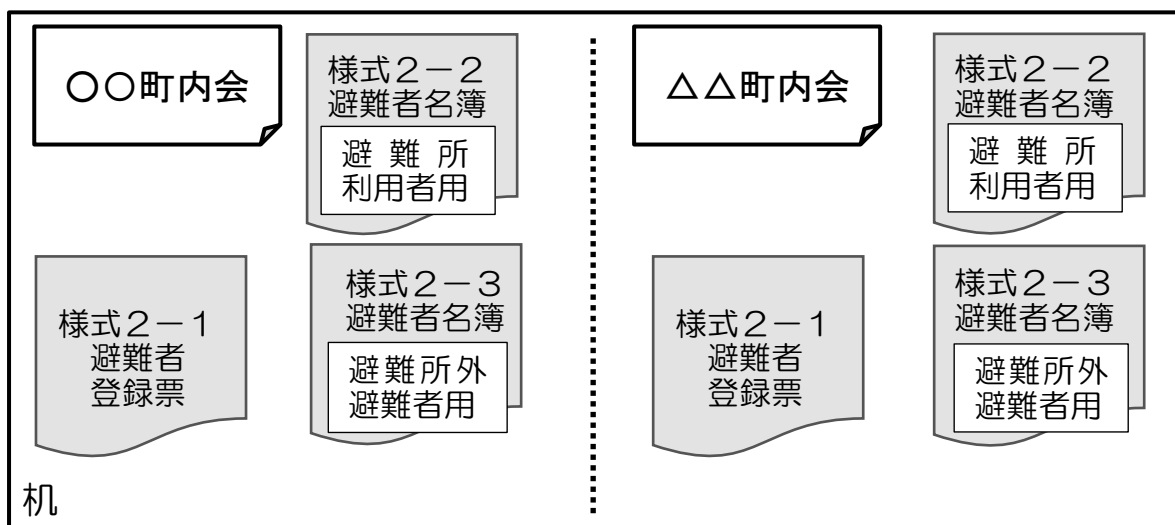 〇〇町内会
様式２－２
避難者名簿
避難所
利用者用
様式２－１
避難者
登録票
様式２－３
避難者名簿
避難所外
避難者用
△△町内会
様式２－２
避難者名簿
避難所
利用者用
様式２－１
避難者
登録票
様式２－３
避難者名簿
避難所外
避難者用
机